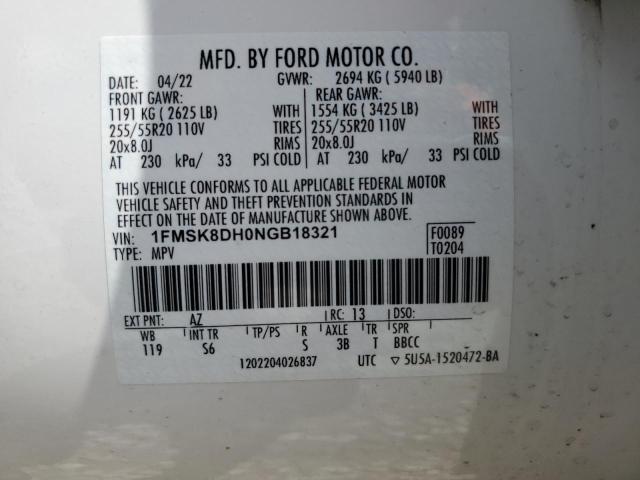 MFD. BY FORD MOTOR CO.
DATE: 04/22 GVWR: 2694 KG ( 5940 LB)
FRONT GAWR: REAR GAWR:
1191 KG ( 2625 LB) WITH 1554 KG ( 3425 LB) WITH
255/55R20 110V TIRES 255/55R20 110V TIRES
20x8.0J RIMS 20x8.0J RIMS
AT 230 kPa/ 33 PSI COLD AT 230 kPa/ 33 PSI COLD
THIS VEHICLE CONFORMS TO ALL APPLICABLE FEDERAL MOTOR
VEHICLE SAFETY AND THEFT PREVENTION STANDARDS IN
EFFECT ON THE DATE OF MANUFACTURE SHOWN ABOVE.
VIN: 1FMSK8DH0NGB18321 F0089
TYPE: MPV T0204
EXT PNT: AZ RC: 13 DSO:
WB INT TR TP/PS R AXLE TR SPR
119 S6 S 3B T BBCC
1202204026837 UTC ▽ 5U5A-1520472-BA